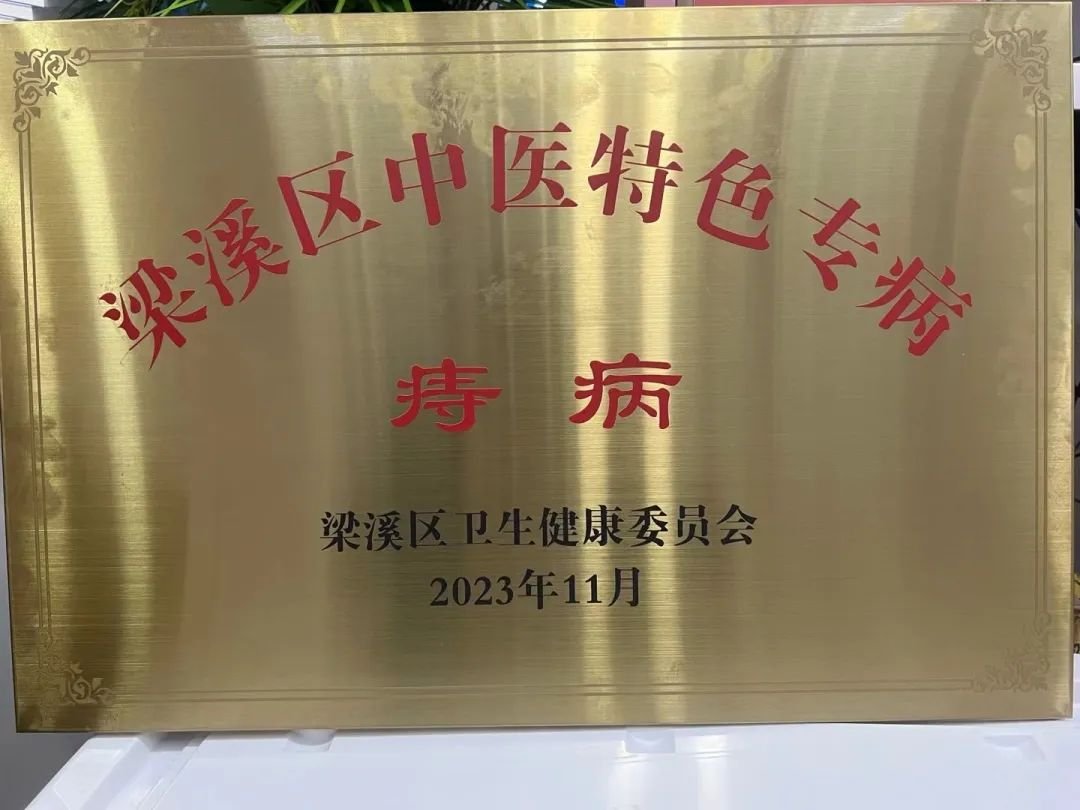 梁溪区中医特色专病
痔病
梁溪区卫生健康委员会
2023年11月